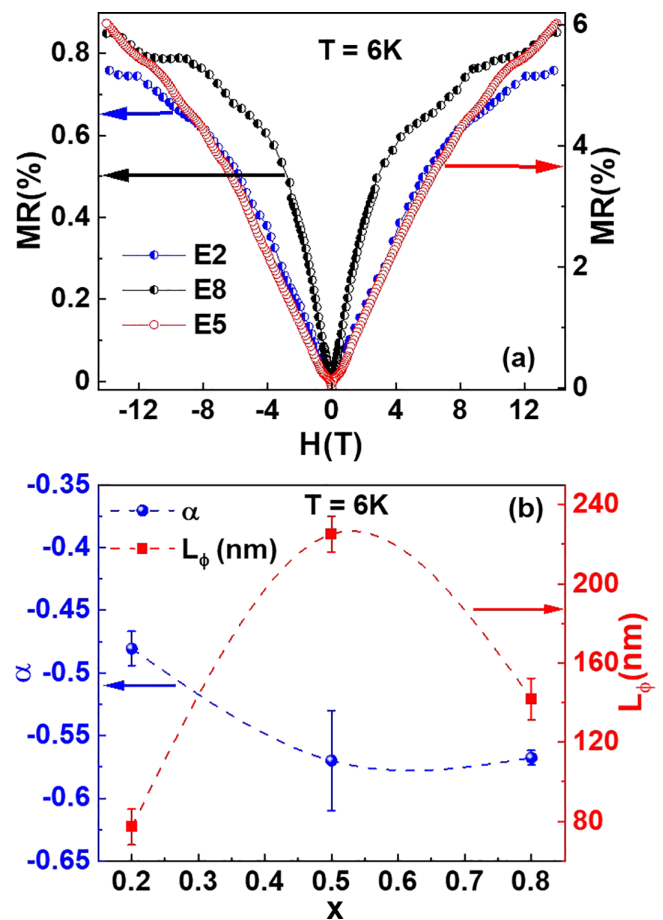 0.8
0.6
0.4
0.2
0
MR(%)
T = 6K
E2
E8
E5
(a)
6
4
2
0
MR(%)
-12 -8 -4 0 4 8 12
H(T)
-0.35
-0.4
-0.45
-0.5
-0.55
-0.6
-0.65
α
T = 6K
(b)
α
Lϕ (nm)
240
200
160
120
80
Lϕ(nm)
0.2 0.3 0.4 0.5 0.6 0.7 0.8
x